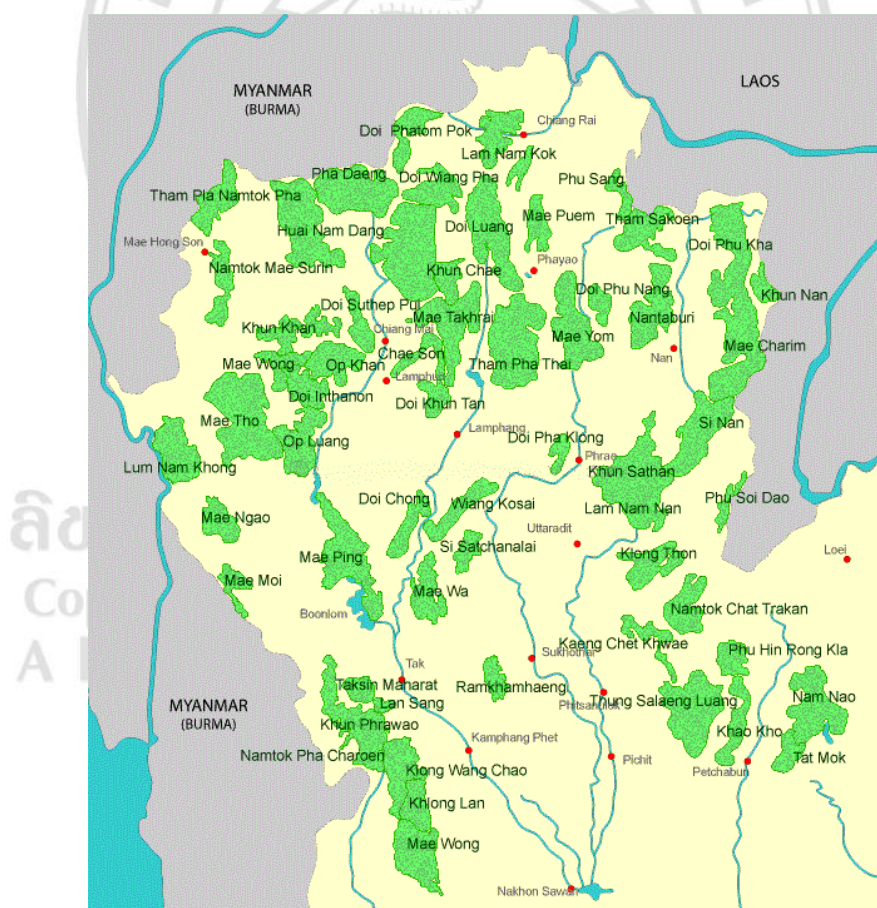 MYANMAR
(BURMA)
LAOS
Chiang Rai
Doi Phatom Pok
Lam Nam Kok
Pha Daeng
Doi Wiang Pha
Phu Sang
Tham Pla Namtok Pha
Mae Puem
Tham Sakoen
Huai Nam Dang
Doi Luang
Mae Hong Son
Doi Phu Kha
Namtok Mae Surin
Khun Chae
Phayao
Doi Phu Nang
Khun Nan
Doi Suthep Pui
Mae Takhrai
Nantaburi
Khun Khan
Chiang Mai
Mae Yom
Mae Charim
Chae Son
Nan
Mae Wong
Op Khan
Tham Pha Thai
Lamphun
Doi Inthanon
Doi Khun Tan
Mae Tho
Si Nan
Op Luang
Lamphang
Doi Pha Klong
Phrae
Lum Nam Khong
Khun Sathan
Doi Chong
Wiang Kosai
Phu Soi Dao
Lam Nam Nan
Mae Ngao
Uttaradit
Si Satchanalai
Klong Thon
Loei
Mae Ping
Mae Moi
Mae Wa
Boonlom
Namtok Chat Trakan
Kaeng Chet Khwae
Sukhothai
Phu Hin Rong Kla
Tak
Taksin Maharat
Ramkhamhaeng
Nam Nao
Lan Sang
Thung Salaeng Luang
Phitsanulok
MYANMAR
(BURMA)
Khun Phrawao
Khao Kho
Kamphang Phet
Namtok Pha Charoen
Pichit
Tat Mok
Klong Wang Chao
Petchabun
Khlong Lan
Mae Wong
Nakhon Sawan
ลิ
Co
A